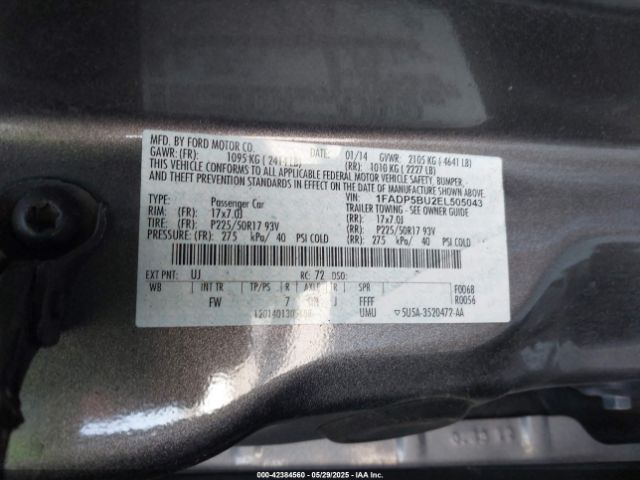 MFD. BY FORD MOTOR CO. 01/14 GVWR: 2105 KG ( 4641 LB)
GAWR: (FR): 1095 KG ( LB) (RR): 1010 KG ( 2227 LB)
THIS VEHICLE CONFORMS TO ALL APPLICABLE FEDERAL MOTOR VEHICLE SAFETY, BUMPER,
AND THEFT PREVENTION STANDARDS IN EFFECT ON THE DATE OF MANUFACTURE SHOWN ABOVE.
VIN: 1FADP5BU2EL505043
TYPE: Passenger Car TRAILER TOWING - SEE OWNER GUIDE
RIM: (FR): 17x7.0J (RR): 17x7.0J
TIRE: (FR): P225/50R17 93V (RR): P225/50R17 93V
PRESSURE: (FR): 275 kPa/ 40 PSI COLD (RR): 275 kPa/ 40 PSI COLD
EXT PNT: UJ RC: 72 DSO:
WB INT TR TP/PS R AXLE TR SPR F0068
FW 7 J FFFF R0056
UMU ▽5U5A-3520472-AA
000-42384560 - 05/29/2025 - IAA Inc.